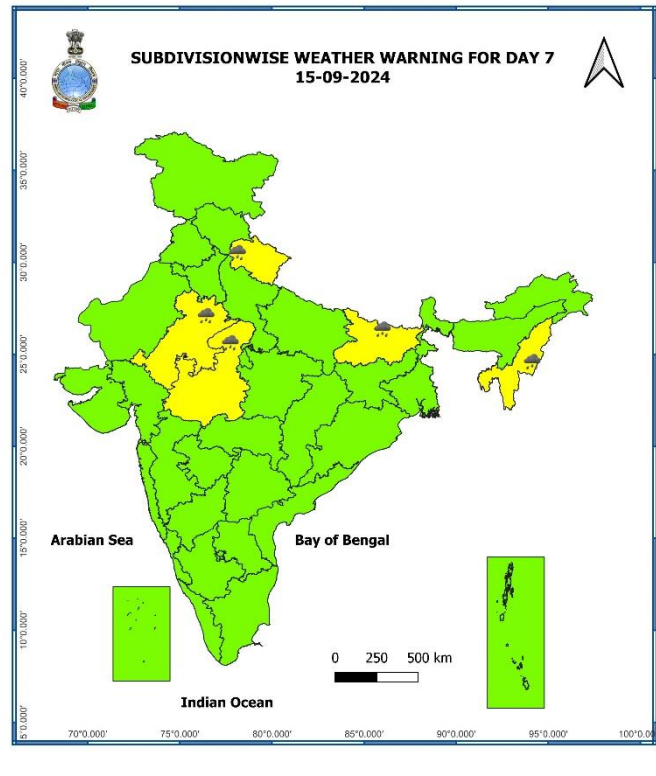 SUBDIVISIONWISE WEATHER WARNING FOR DAY 7
15-09-2024
40°0.000'
35°0.000'
30°0.000'
25°0.000'
20°0.000'
15°0.000'
10°0.000'
5°0.000'
Arabian Sea
Bay of Bengal
0 250 500 km
Indian Ocean
70°0.000' 75°0.000' 80°0.000' 85°0.000' 90°0.000' 95°0.000' 100°0.000'